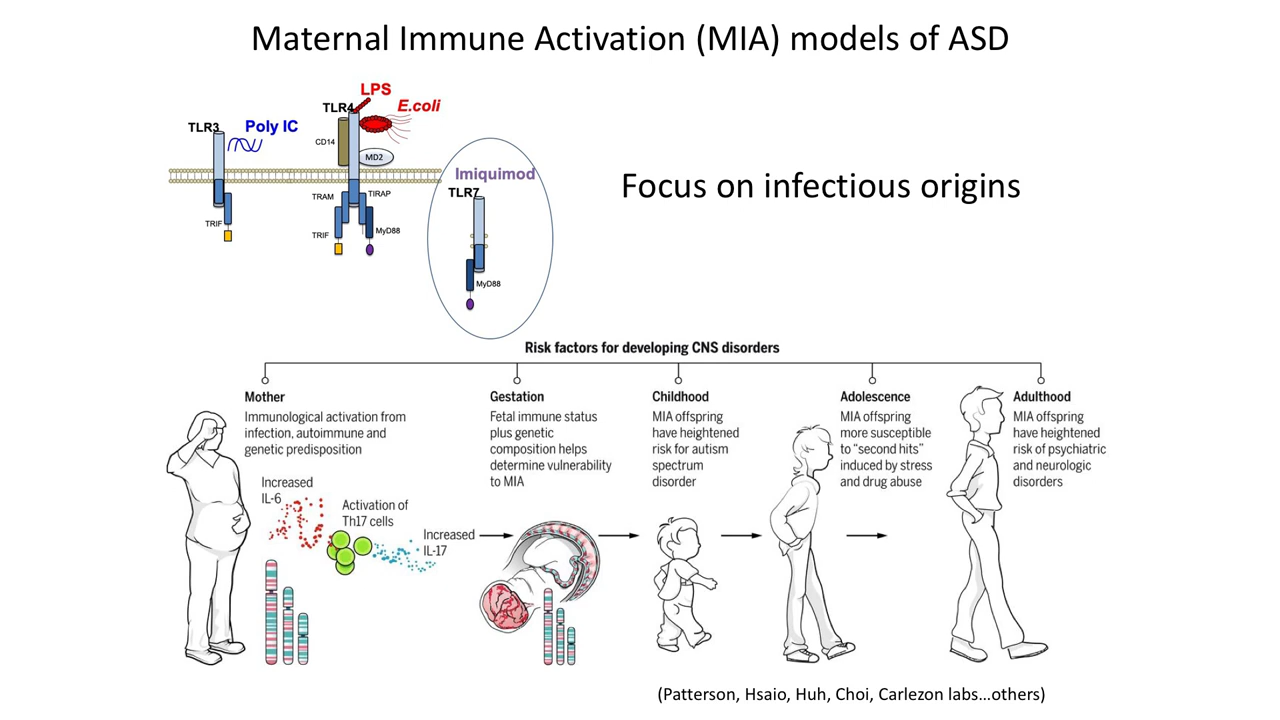 Maternal Immune Activation (MIA) models of ASD
LPS
TLR4
E.coli
TLR3
Poly IC
CD14
MD2
Imiquimod
TLR7
TRAM
TIRAP
TRIF
TRIF
MyD88
MyD88
Focus on infectious origins
Risk factors for developing CNS disorders
Mother
Immunological activation from
infection, autoimmune and
genetic predisposition
Increased
IL-6
Activation of
Th17 cells
Increased
IL-17
Gestation
Fetal immune status
plus genetic
composition helps
determine vulnerability
to MIA
Childhood
MIA offspring
have heightened
risk for autism
spectrum
disorder
Adolescence
MIA offspring
more susceptible
to “second hits”
induced by stress
and drug abuse
Adulthood
MIA offspring
have heightened
risk of psychiatric
and neurologic
disorders
(Patterson, Hsaio, Huh, Choi, Carlezon labs...others)